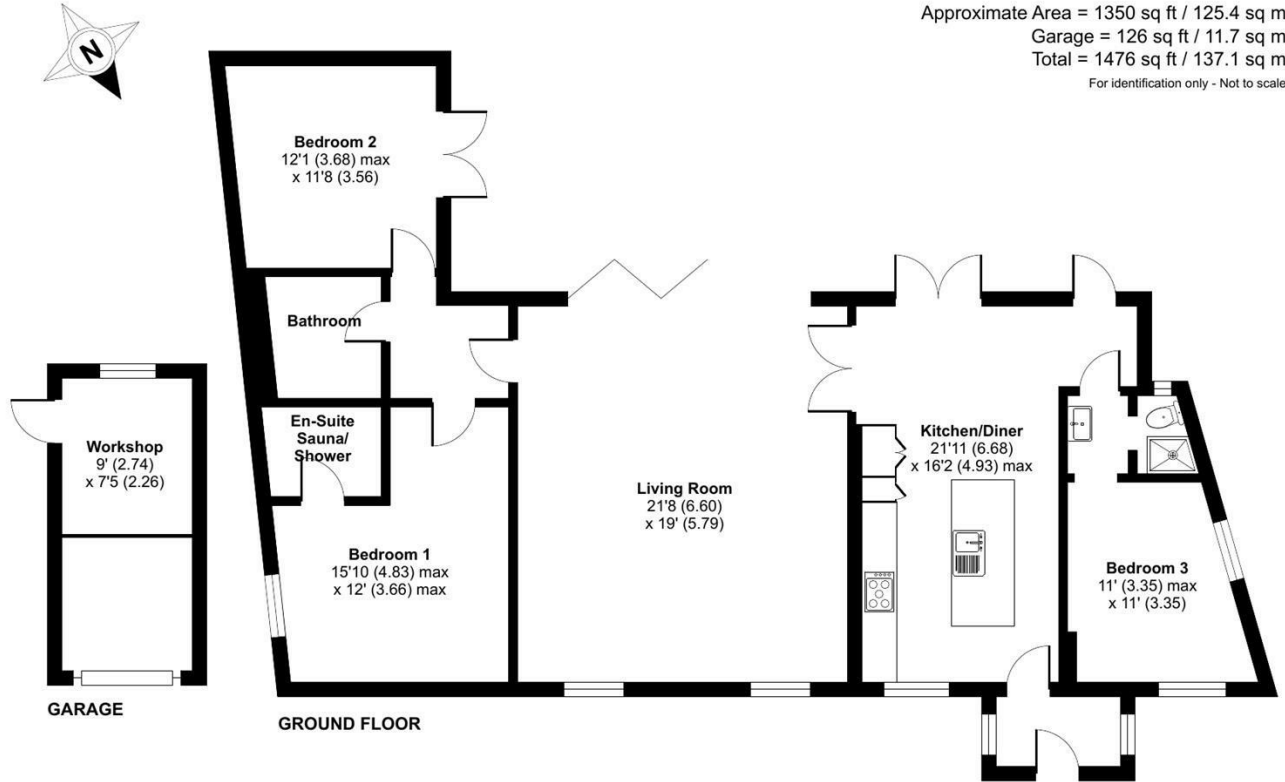 N
Approximate Area = 1350 sq ft / 125.4 sq m
Garage = 126 sq ft / 11.7 sq m
Total = 1476 sq ft / 137.1 sq m
For identification only - Not to scale
Bedroom 2
12'1 (3.68) max
x 11'8 (3.56)
Bathroom
En-Suite
Sauna/
Shower
Workshop
9' (2.74)
x 7'5 (2.26)
Bedroom 1
15'10 (4.83) max
x 12' (3.66) max
Living Room
21'8 (6.60)
x 19' (5.79)
Kitchen/Diner
21'11 (6.68)
x 16'2 (4.93) max
Bedroom 3
11' (3.35) max
x 11' (3.35)
GARAGE
GROUND FLOOR